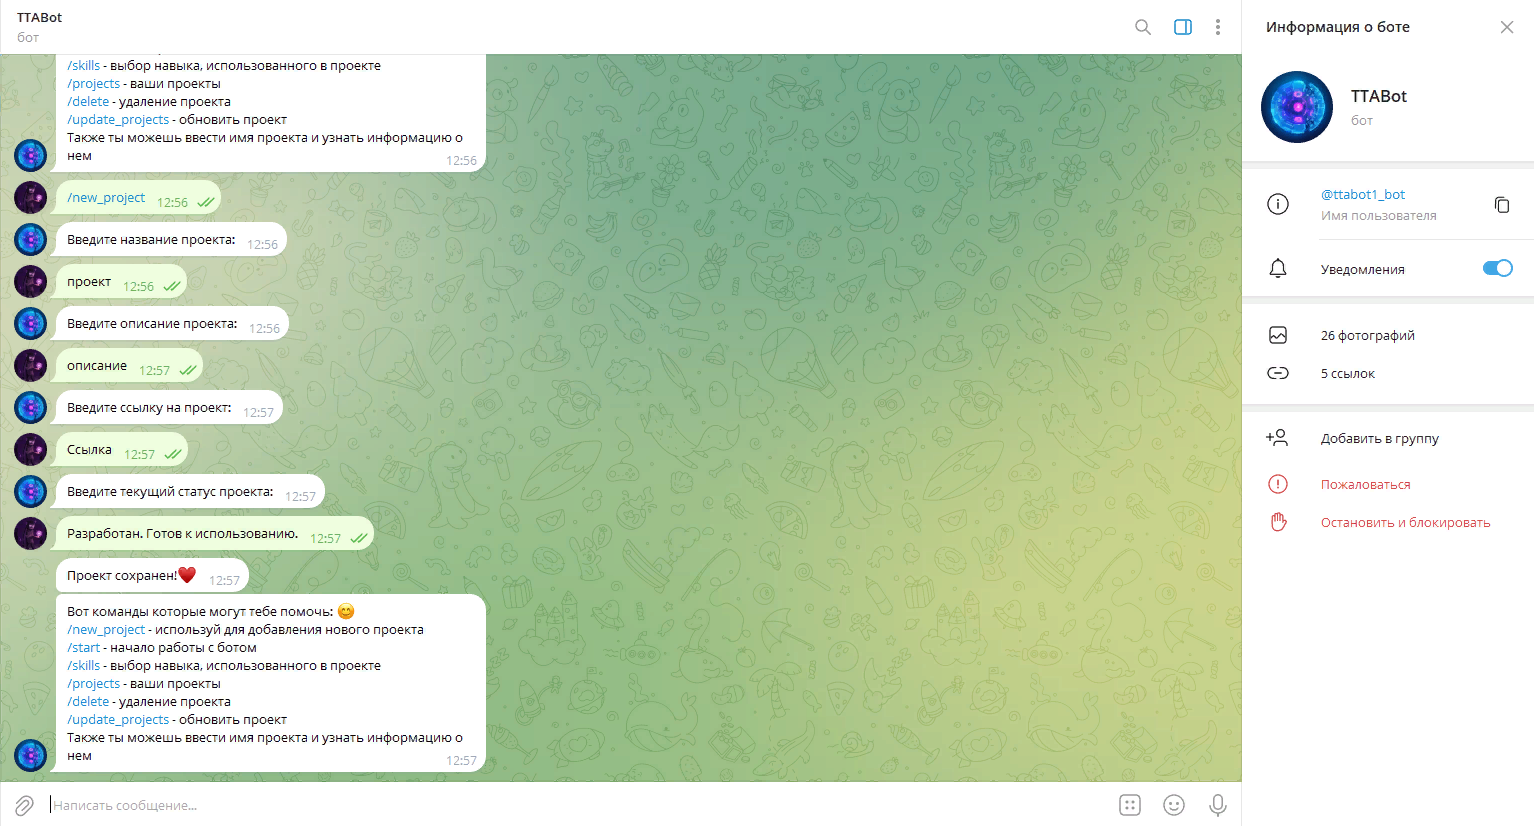 TTABot
бот
/skills - выбор навыка, использованного в проекте
/projects - ваши проекты
/delete - удаление проекта
/update_projects - обновить проект
Также ты можешь ввести имя проекта и узнать информацию о
нем
12:56
/new_project 12:56
Введите название проекта: 12:56
проект 12:56
Введите описание проекта: 12:56
описание 12:57
Введите ссылку на проект: 12:57
Ссылка 12:57
Введите текущий статус проекта: 12:57
Разработан. Готов к использованию. 12:57
Проект сохранен!♥️ 12:57
Вот команды которые могут тебе помочь: 😊
/new_project - используй для добавления нового проекта
/start - начало работы с ботом
/skills - выбор навыка, использованного в проекте
/projects - ваши проекты
/delete - удаление проекта
/update_projects - обновить проект
Также ты можешь ввести имя проекта и узнать информацию о
нем
12:57
Написать сообщение...
Информация о боте
TTABot
бот
@ttabot1_bot
Имя пользователя
Уведомления
26 фотографий
5 ссылок
Добавить в группу
Пожаловаться
Остановить и блокировать